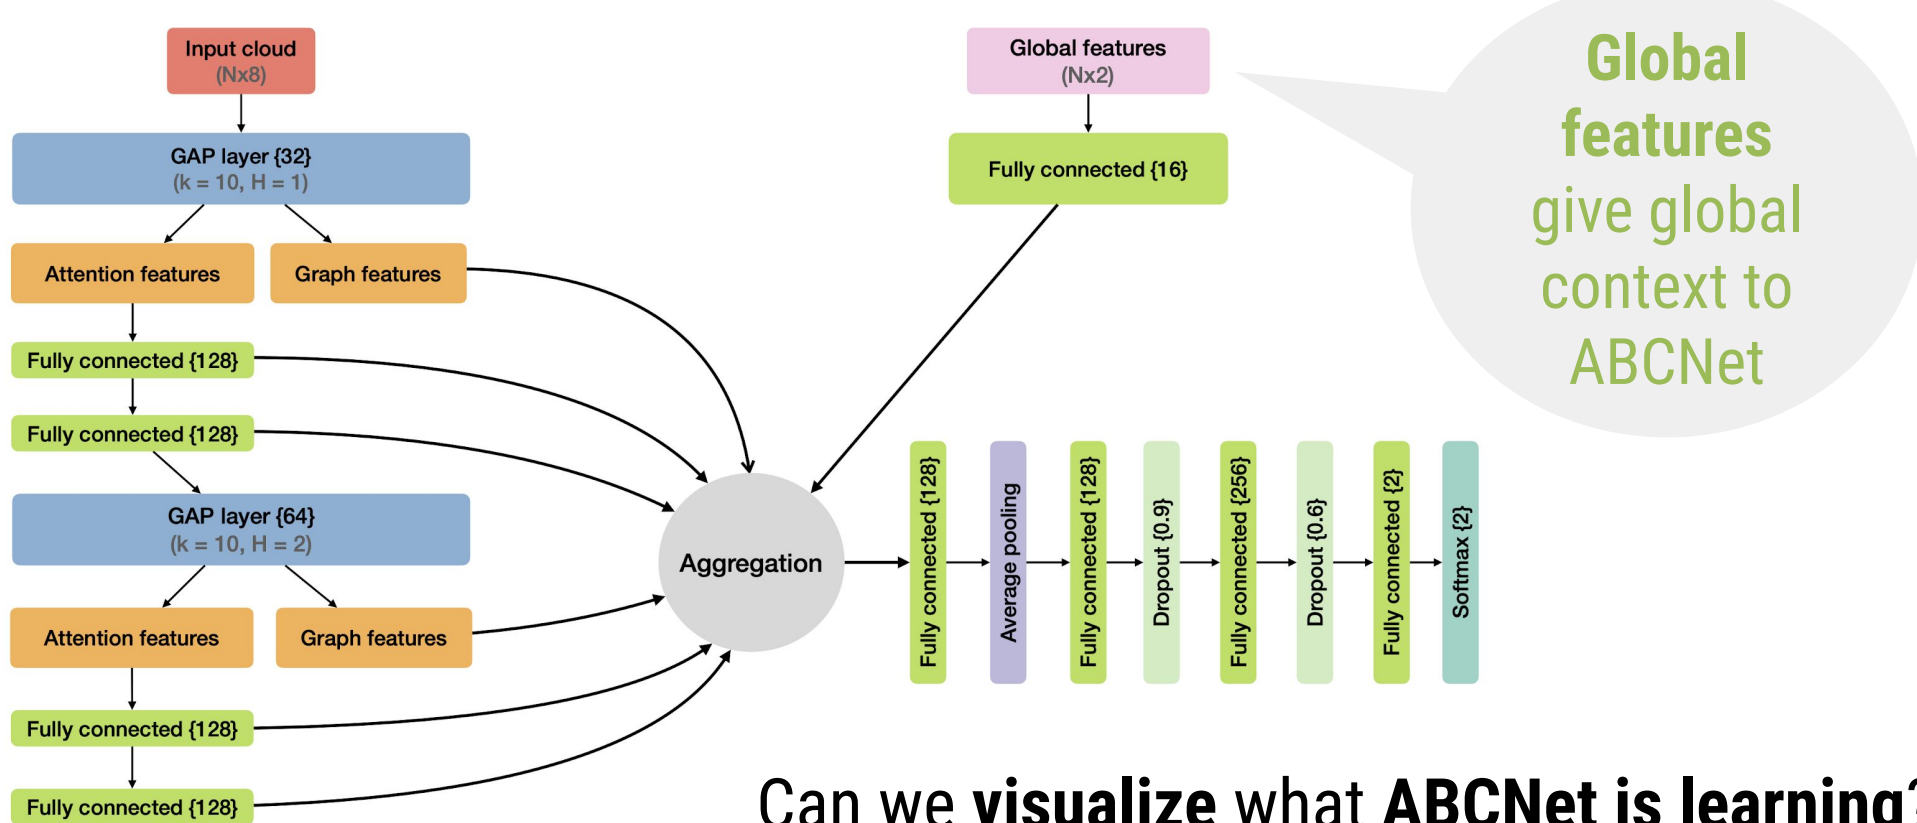 Input cloud
(Nx8)
GAP layer {32}
(k = 10, H = 1)
Attention features
Graph features
Fully connected {128}
Fully connected {128}
GAP layer {64}
(k = 10, H = 2)
Attention features
Graph features
Fully connected {128}
Fully connected {128}
Global features
(Nx2)
Fully connected {16}
Aggregation
Fully connected {128}
Average pooling
Fully connected {128}
Dropout {0.9}
Fully connected {256}
Dropout {0.6}
Fully connected {2}
Softmax {2}
Global
features
give global
context to
ABCNet
Can we visualize what ABCNet is learning?